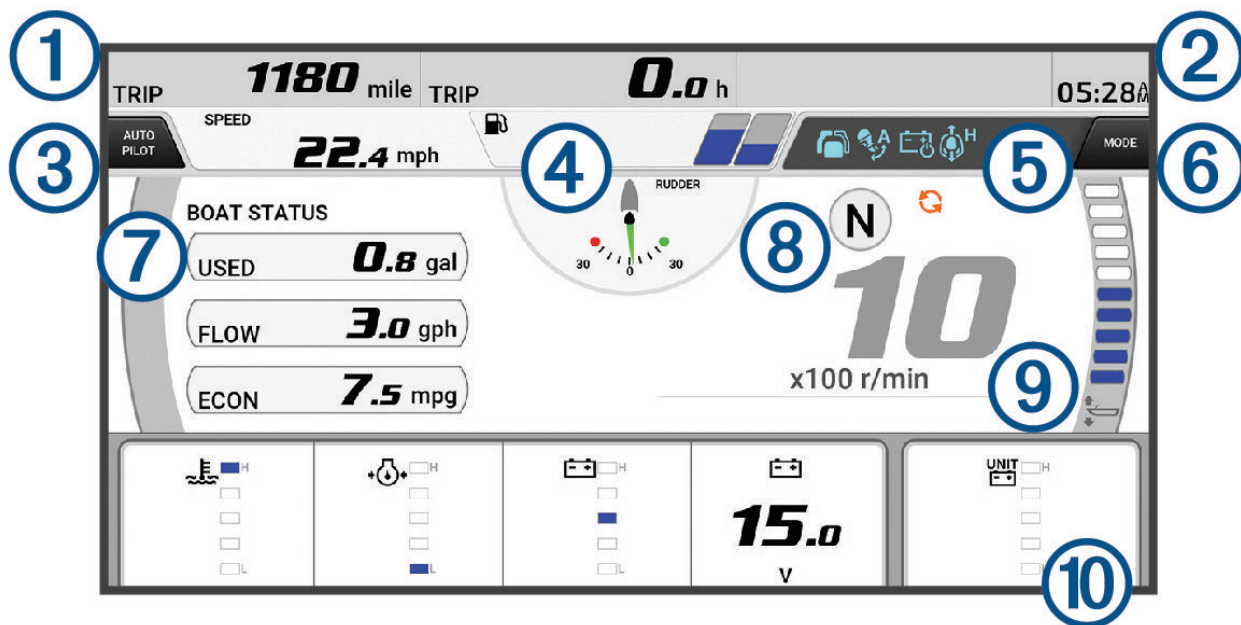 ① ②
TRIP 1180 mile TRIP 0.0 h 05:28 AM
③ AUTO PILOT SPEED 22.4 mph ④ A H ⑤ MODE ⑥
RUDDER
30 0 30
⑦ BOAT STATUS ⑧ N
USED 0.8 gal
FLOW 3.0 gph
ECON 7.5 mpg
10
x100 r/min ⑨
H H H UNIT H
15.0
L L L V L
⑩